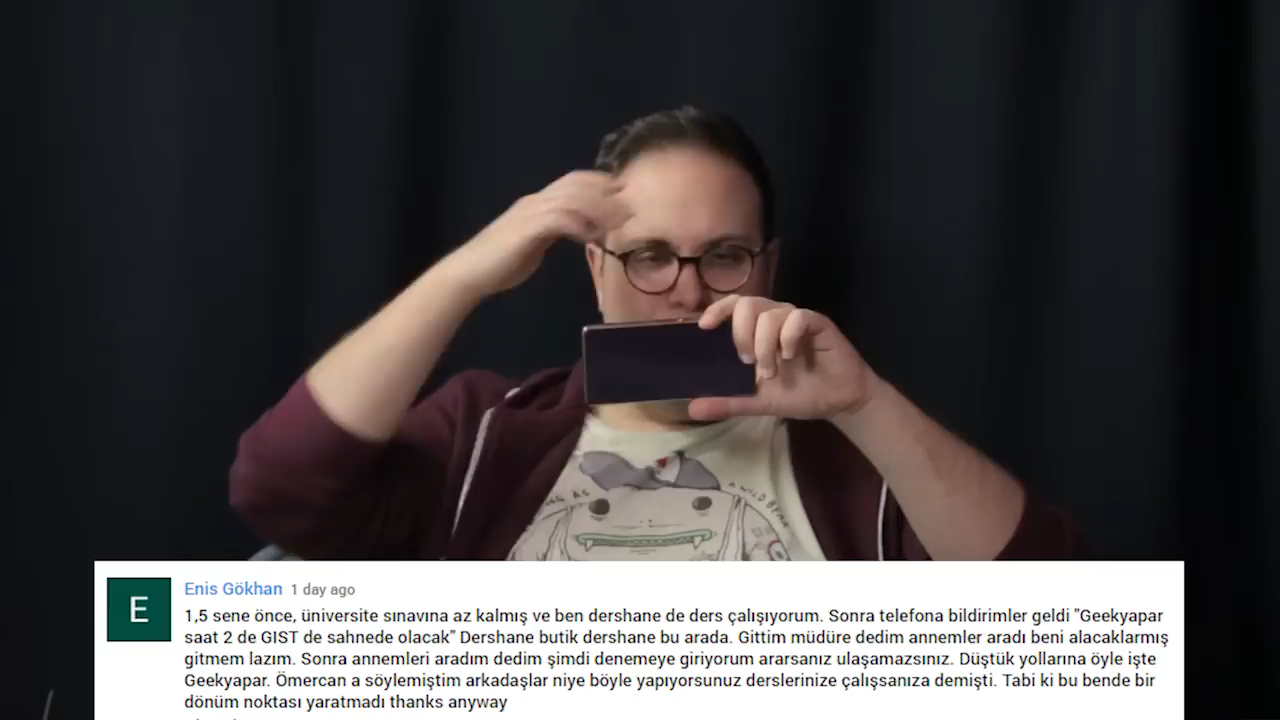 A WILD BEAR
E
Enis Gökhan 1 day ago
1,5 sene önce, üniversite sınavına az kalmış ve ben dershane de ders çalışıyorum. Sonra telefona bildirimler geldi "Geekyapar
saat 2 de GIST de sahnede olacak" Dershane butik dershane bu arada. Gittim müdüre dedim annemler aradı beni alacaklarmış
gitmem lazım. Sonra annemleri aradım dedim şimdi denemeye giriyorum ararsanız ulaşamazsınız. Düştük yollarına öyle işte
Geekyapar. Ömercan a söylemiştim arkadaşlar niye böyle yapıyorsunuz derslerinize çalışsanıza demişti. Tabi ki bu bende bir
dönüm noktası yaratmadı thanks anyway